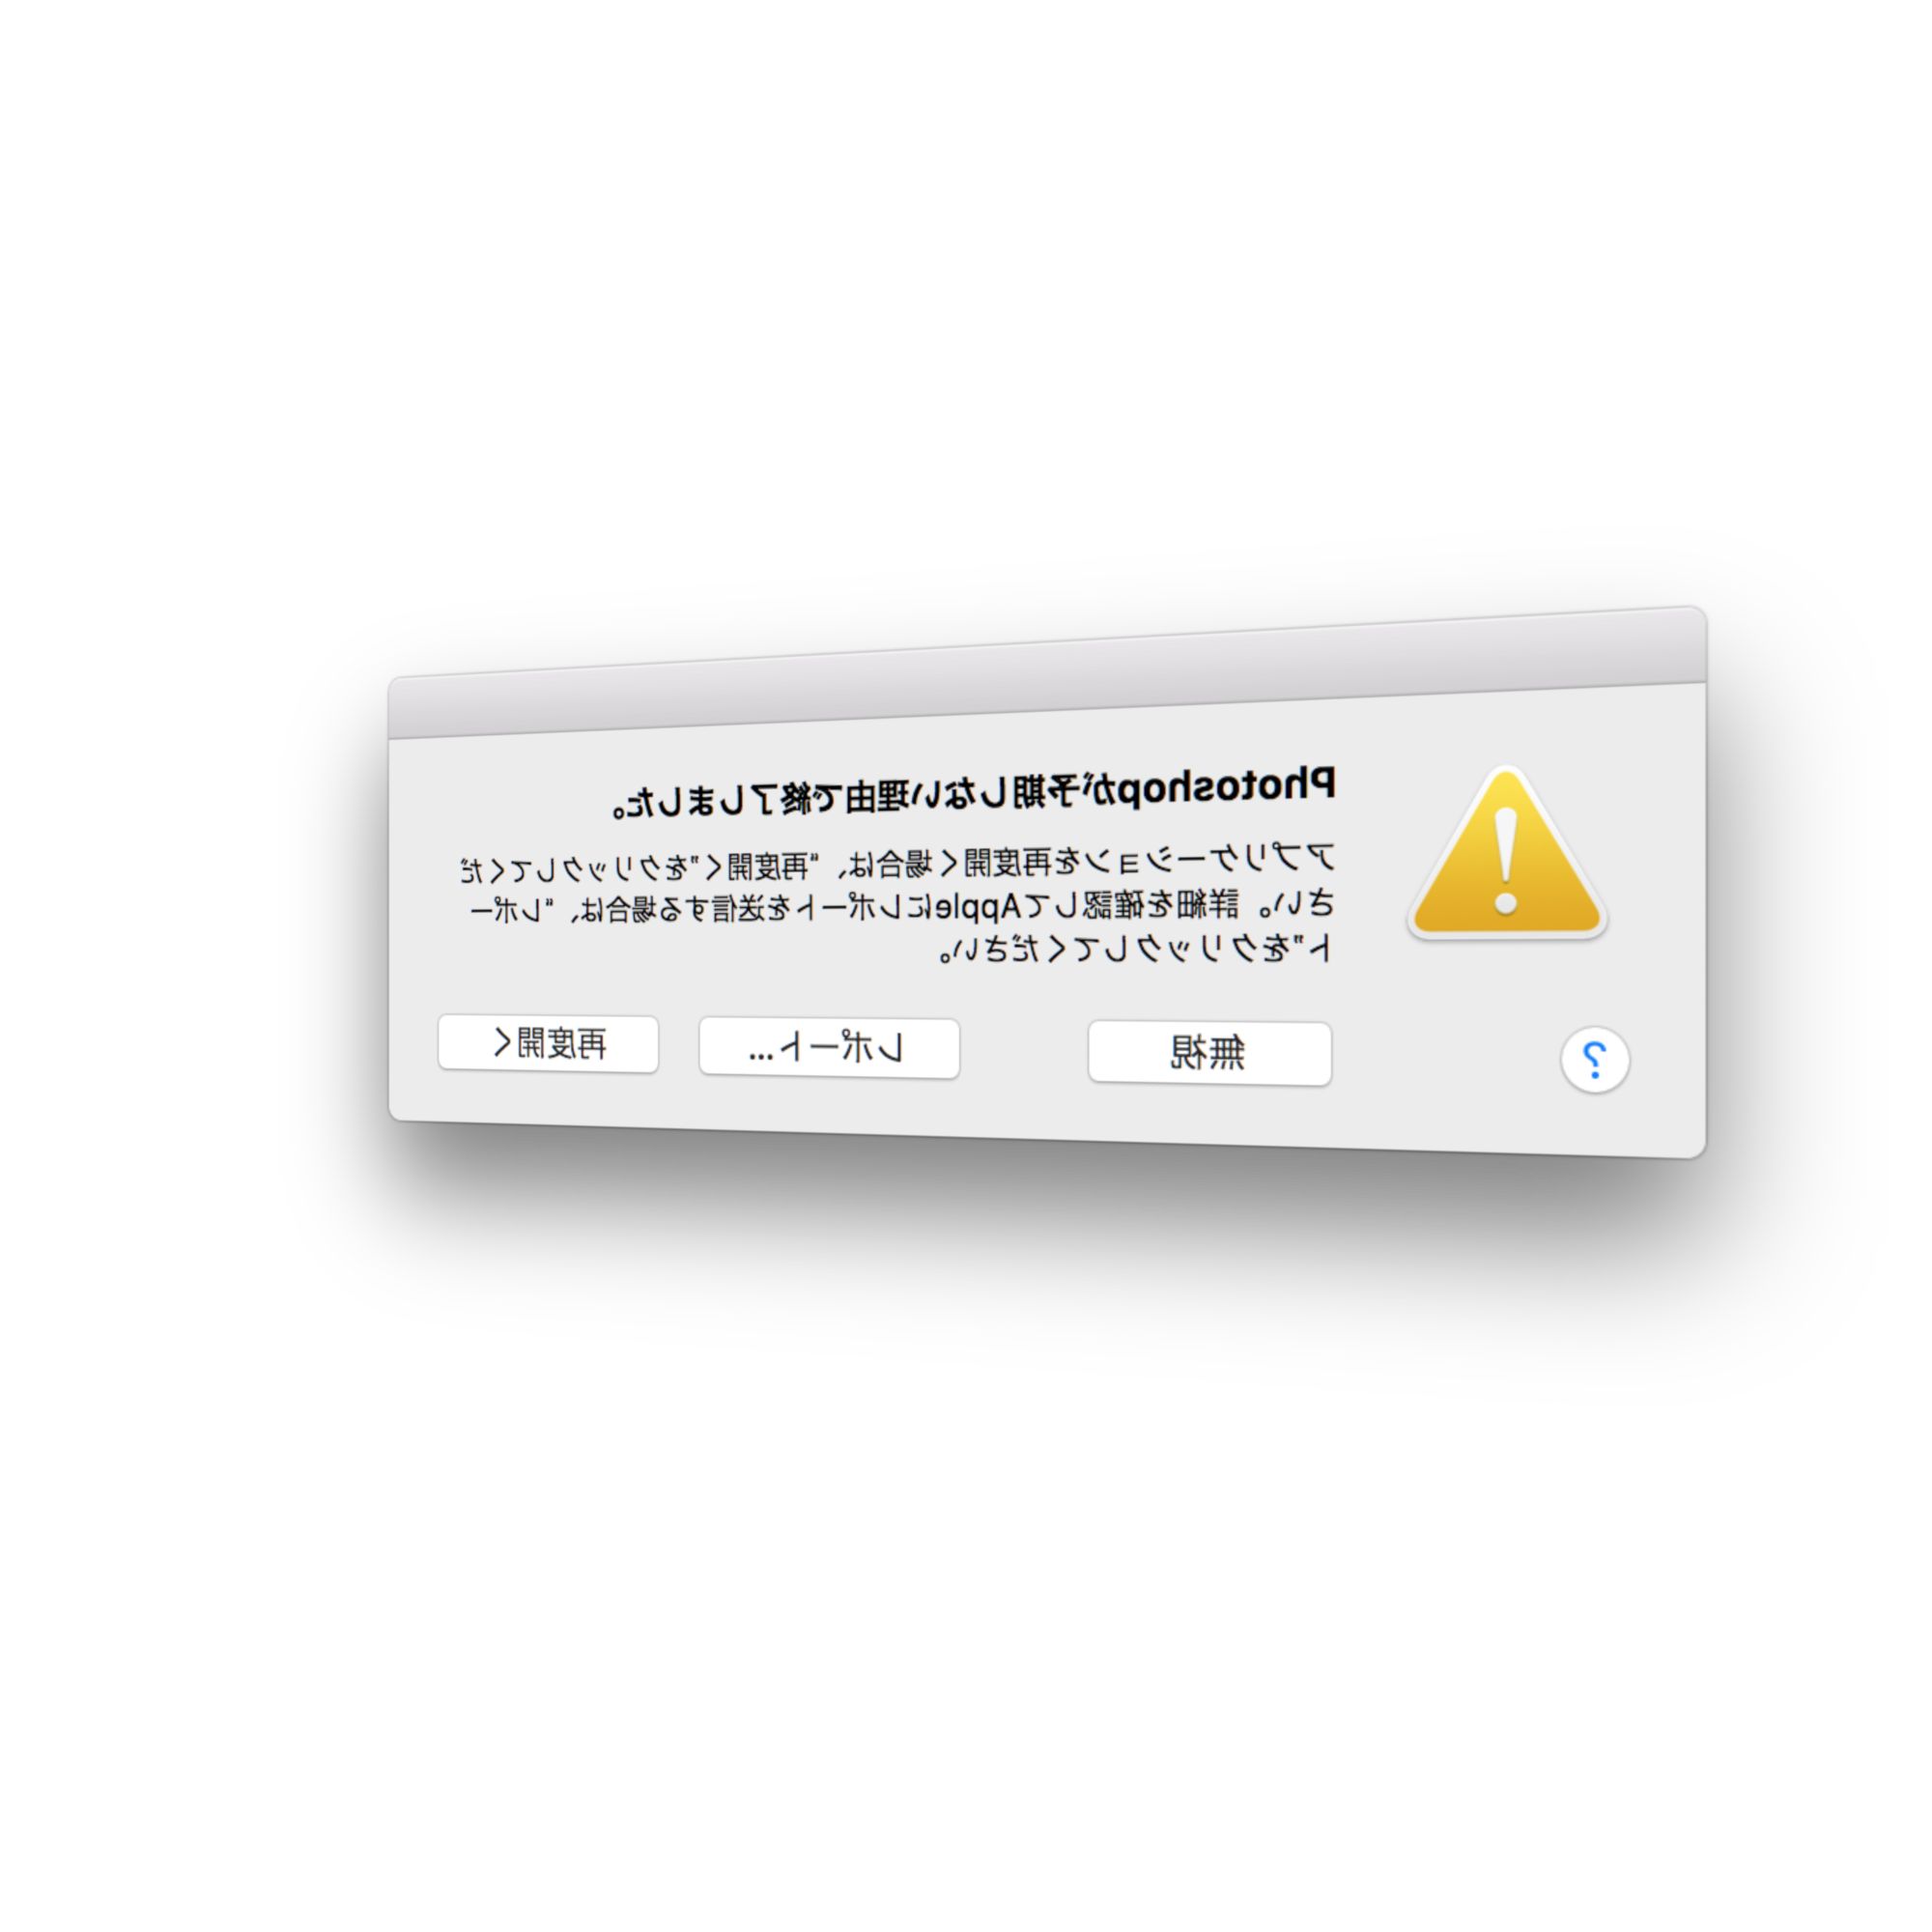 Photoshopが予期しない理由で終了しました。
アプリケーションを再度開く場合は、"再度開く"をクリックしてくだ
さい。詳細を確認してAppleにレポートを送信する場合は、"レポー
ト"をクリックしてください。
? 無視 レポート... 再度開く